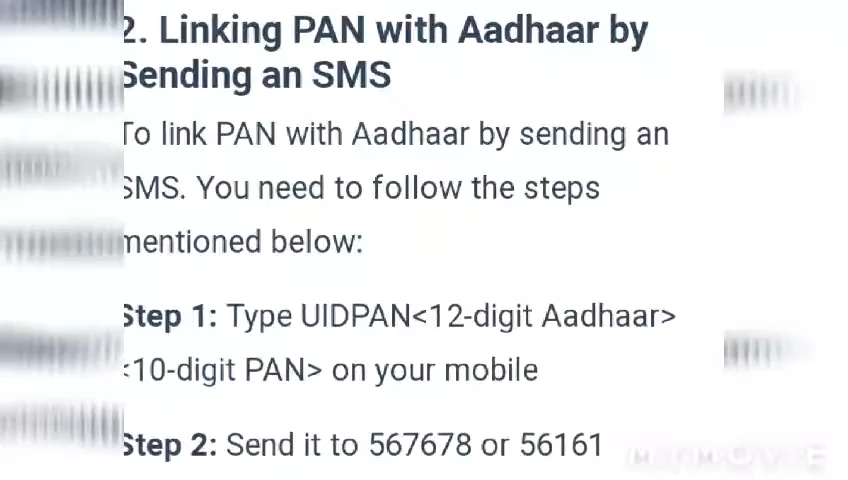 2. Linking PAN with Aadhaar by
Sending an SMS
To link PAN with Aadhaar by sending an
SMS. You need to follow the steps
mentioned below:
Step 1: Type UIDPAN<12-digit Aadhaar>
<10-digit PAN> on your mobile
Step 2: Send it to 567678 or 56161